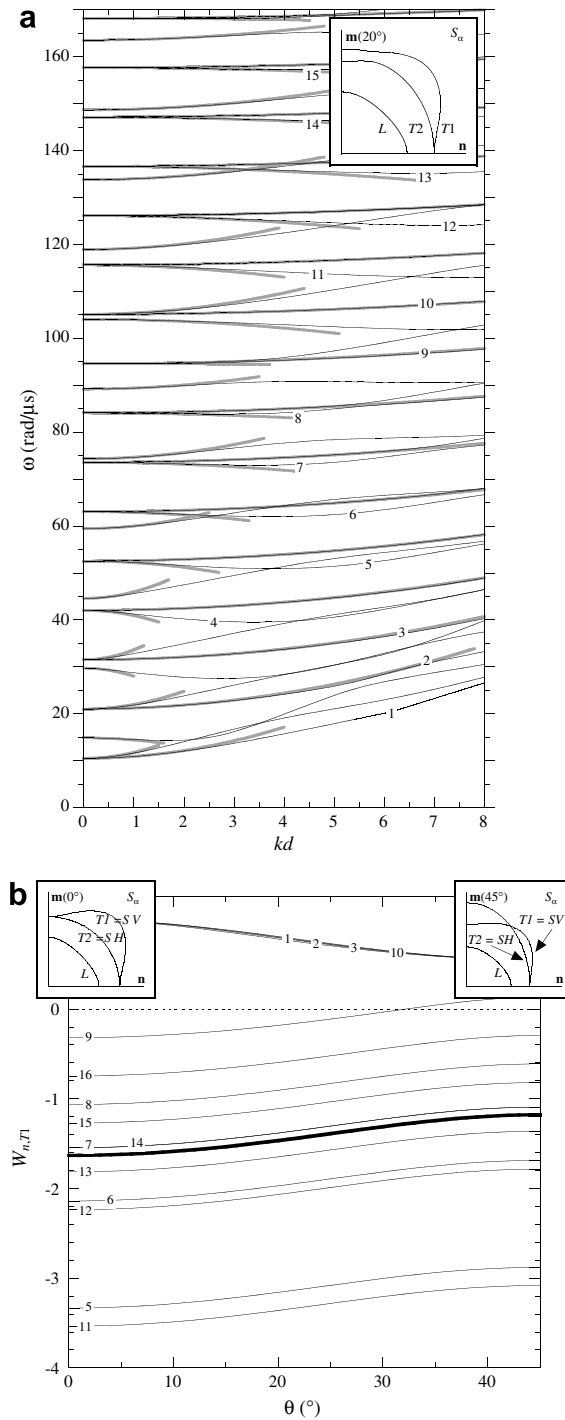 a
m(20°) Sα
L T2 T1
n
160
15
14
140
13
12
120
11
10
100
9
8
80
7
6
60
5
40
4
3
2
20
1
0
ω (rad/μs)
0 1 2 3 4 5 6 7 8
kd
b
m(0°) Sα
T1 = S V
T2 = S H
L
n
m(45°) Sα
T1 = SV
T2 = SH
L
n
1 2 3 10
0
9
16
8
-1
15
7 14
13
6
-2
12
-3
5
11
-4
Wn,T1
0 10 20 30 40
θ (°)